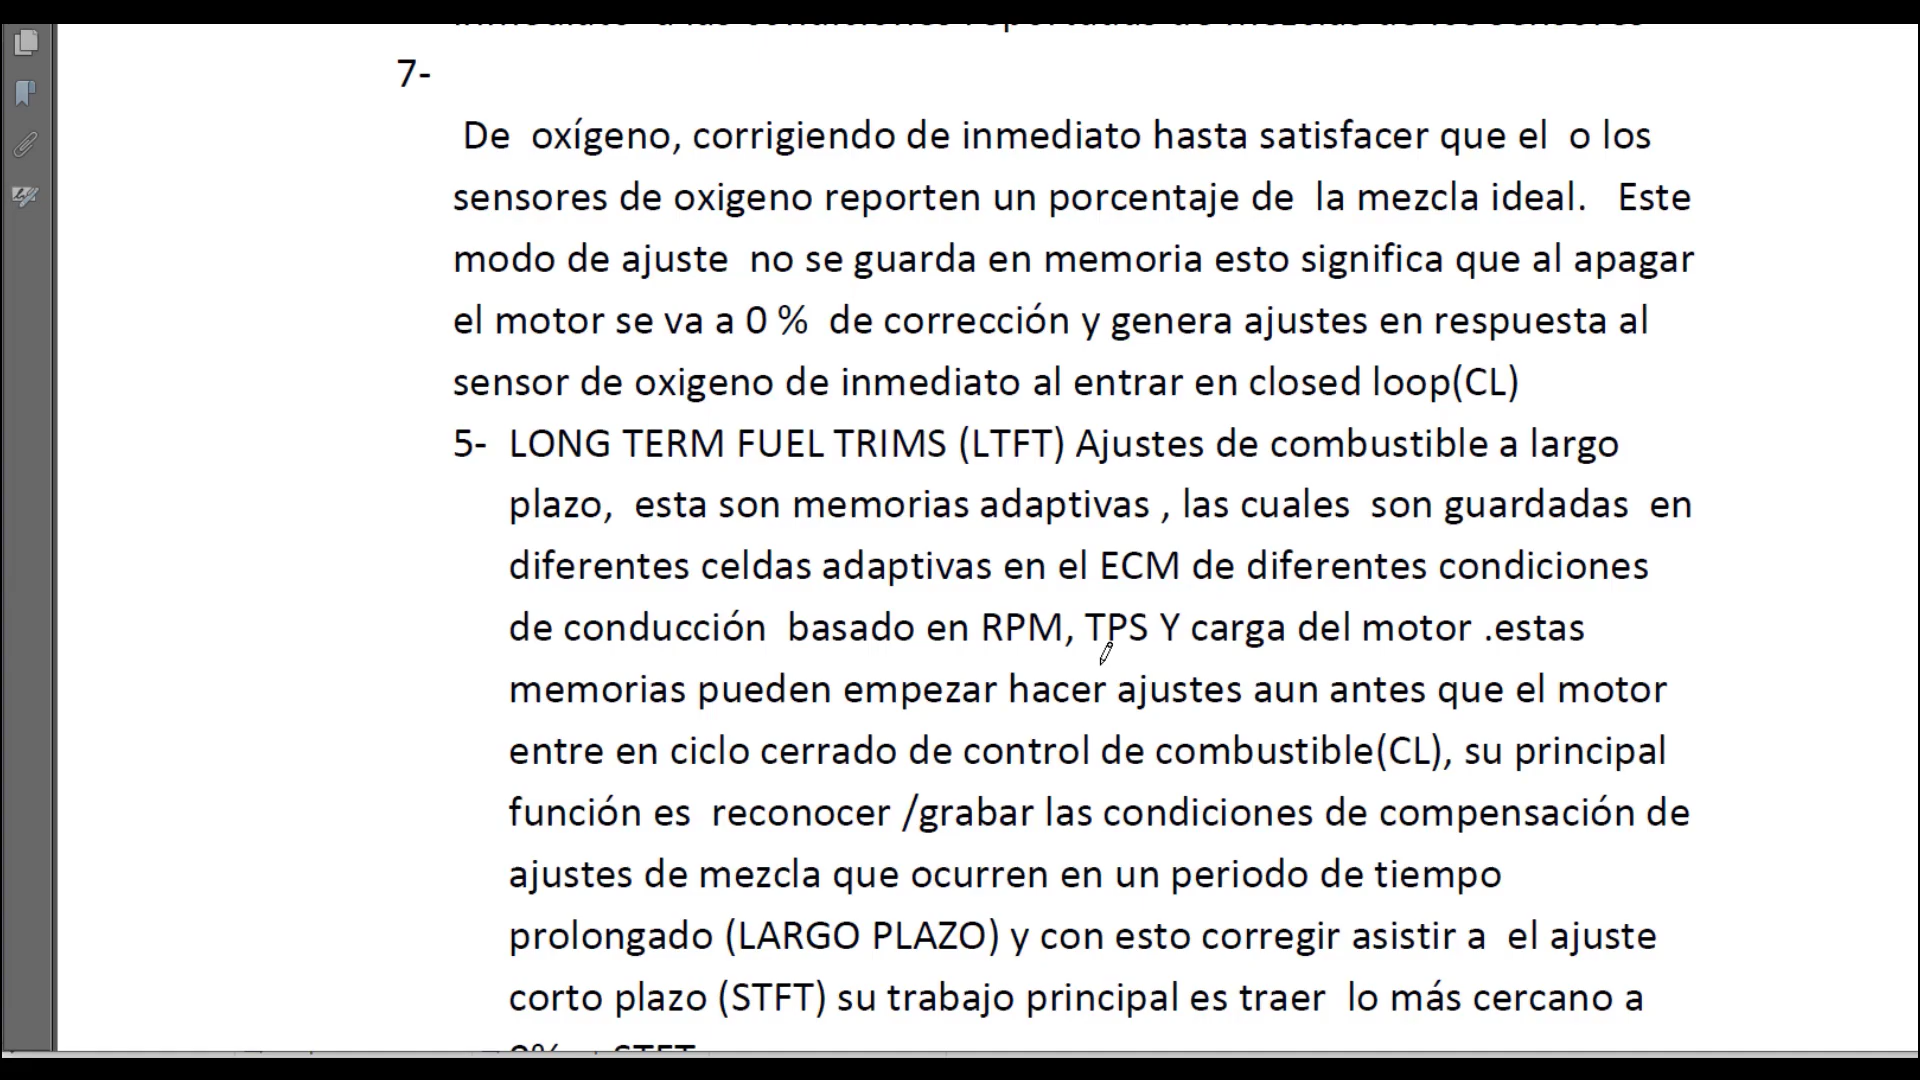 7-
De oxígeno, corrigiendo de inmediato hasta satisfacer que el o los
sensores de oxigeno reporten un porcentaje de la mezcla ideal. Este
modo de ajuste no se guarda en memoria esto significa que al apagar
el motor se va a 0 % de corrección y genera ajustes en respuesta al
sensor de oxigeno de inmediato al entrar en closed loop(CL)
5- LONG TERM FUEL TRIMS (LTFT) Ajustes de combustible a largo
plazo, esta son memorias adaptivas , las cuales son guardadas en
diferentes celdas adaptivas en el ECM de diferentes condiciones
de conducción basado en RPM, TPS Y carga del motor .estas
memorias pueden empezar hacer ajustes aun antes que el motor
entre en ciclo cerrado de control de combustible(CL), su principal
función es reconocer /grabar las condiciones de compensación de
ajustes de mezcla que ocurren en un periodo de tiempo
prolongado (LARGO PLAZO) y con esto corregir asistir a el ajuste
corto plazo (STFT) su trabajo principal es traer lo más cercano a